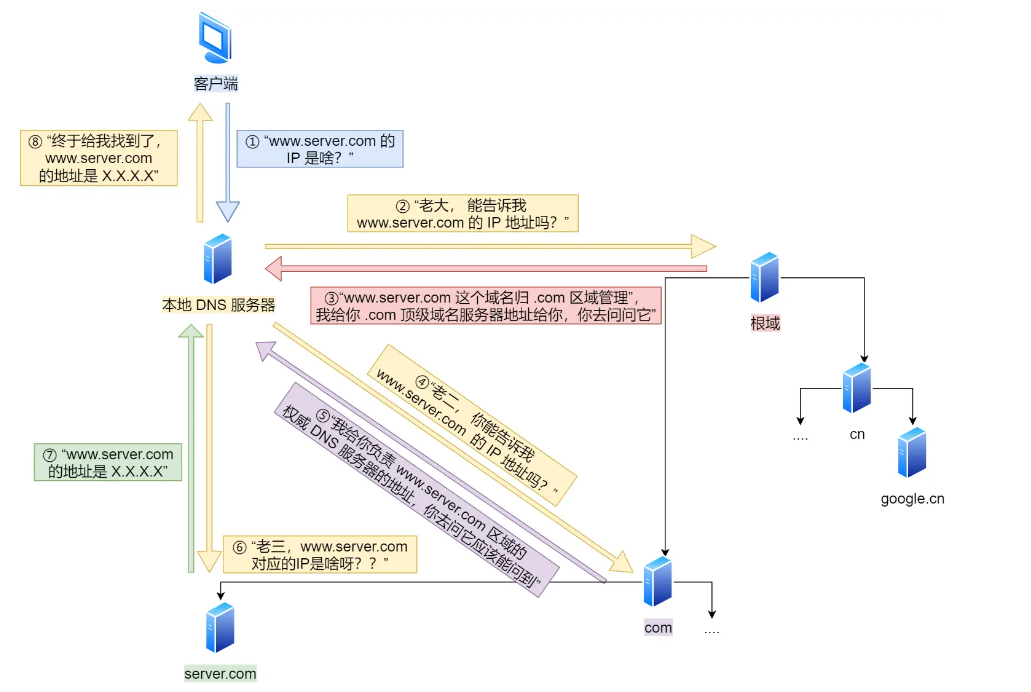 客户端
⑧ “终于给我找到了，
www.server.com
的地址是 X.X.X.X”
① “www.server.com 的
IP 是啥？”
② “老大， 能告诉我
www.server.com 的 IP 地址吗？”
本地 DNS 服务器
③“www.server.com 这个域名归 .com 区域管理”，
我给你 .com 顶级域名服务器地址给你，你去问问它”
根域
④“老二， 你能告诉我
www.server.com 的 IP 地址吗？”
⑤ “我给你负责 www.server.com 区域的
权威 DNS 服务器的地址，你去问它应该能问到”
....
cn
google.cn
⑦ “www.server.com
的地址是 X.X.X.X”
⑥ “老三，www.server.com
对应的IP是啥呀？？”
com
....
server.com